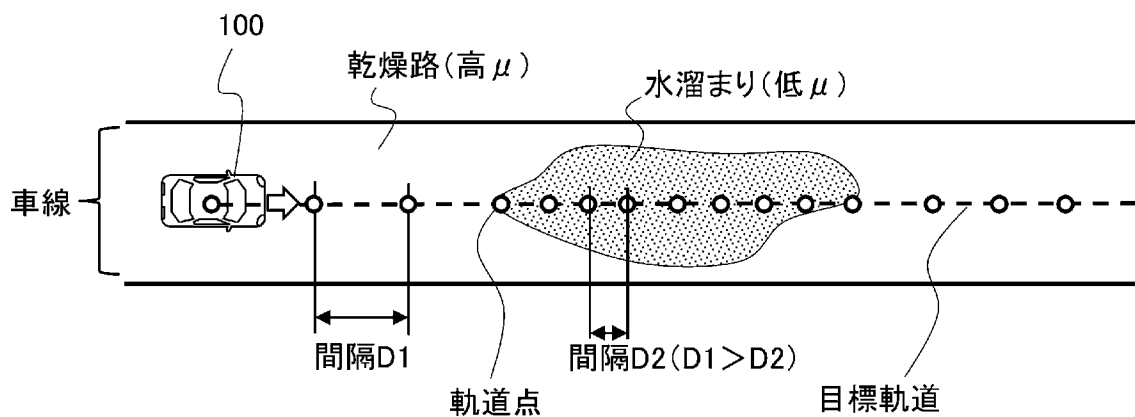 100
乾燥路(高μ)
水溜まり(低μ)
車線
間隔D1
間隔D2(D1>D2)
軌道点
目標軌道